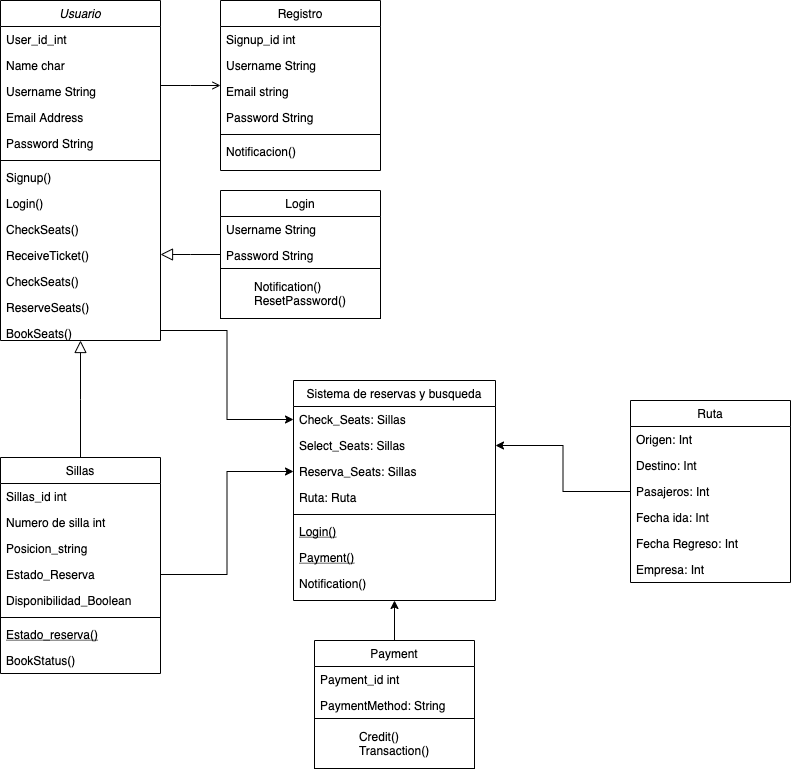 Usuario
User_id_int
Name char
Username String
Email Address
Password String
Signup()
Login()
CheckSeats()
ReceiveTicket()
CheckSeats()
ReserveSeats()
BookSeats()
Registro
Signup_id int
Username String
Email string
Password String
Notificacion()
Login
Username String
Password String
Notification()
ResetPassword()
Sistema de reservas y busqueda
Check_Seats: Sillas
Select_Seats: Sillas
Reserva_Seats: Sillas
Ruta: Ruta
Login()
Payment()
Notification()
Ruta
Origen: Int
Destino: Int
Pasajeros: Int
Fecha ida: Int
Fecha Regreso: Int
Empresa: Int
Sillas
Sillas_id int
Numero de silla int
Posicion_string
Estado_Reserva
Disponibilidad_Boolean
Estado_reserva()
BookStatus()
Payment
Payment_id int
PaymentMethod: String
Credit()
Transaction()